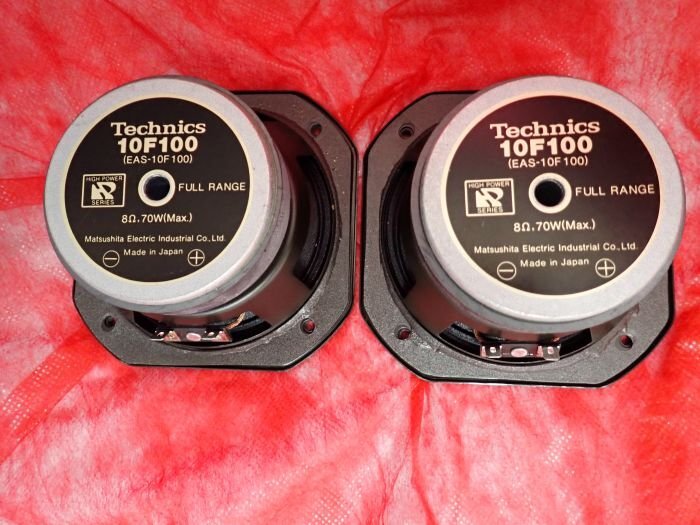 Technics
10F100
(EAS-10F100)
HIGH POWER
SERIES
FULL RANGE
8Ω.70W(Max.)
Matsushita Electric Industrial Co., Ltd.
Made in Japan
Technics
10F100
(EAS-10F100)
HIGH POWER
SERIES
FULL RANGE
8Ω.70W(Max.)
Matsushita Electric Industrial Co., Ltd.
Made in Japan